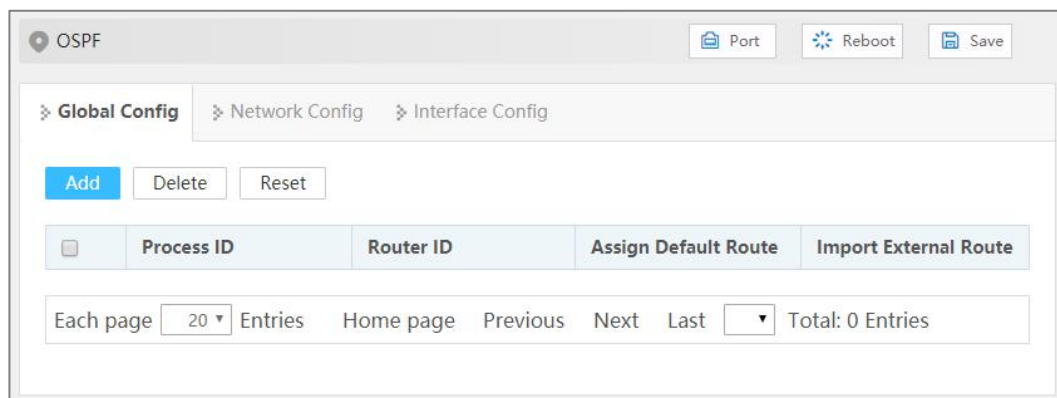 OSPF Port Reboot Save
Global Config Network Config Interface Config
Add Delete Reset
Process ID Router ID Assign Default Route Import External Route
Each page 20 Entries Home page Previous Next Last Total: 0 Entries